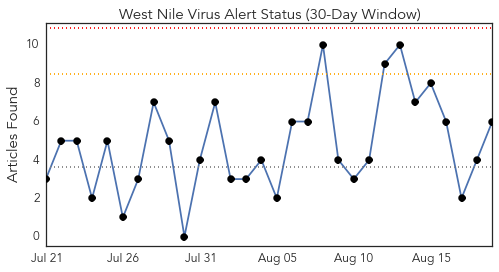 West Nile Virus Alert Status (30-Day Window)
Articles Found
10
8
6
4
2
0
Jul 21
Jul 26
Jul 31
Aug 05
Aug 10
Aug 15